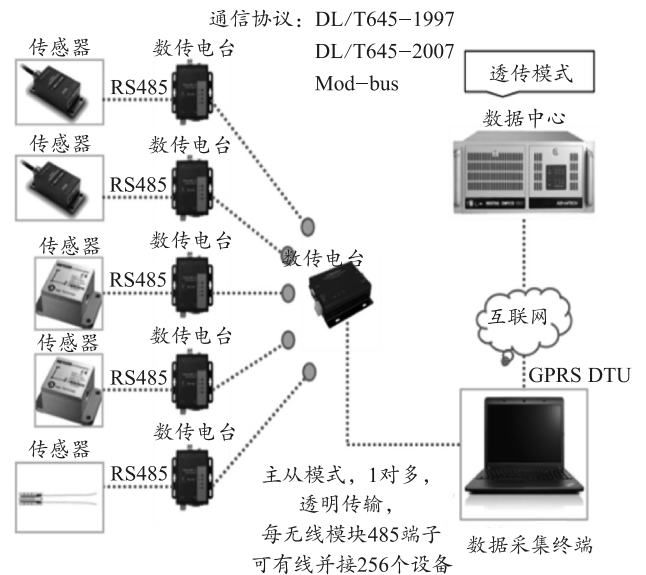 通信协议：DL/T645-1997
DL/T645-2007
Mod-bus
透传模式
数据中心
传感器
RS485
数传电台
传感器
RS485
数传电台
传感器
RS485
数传电台
传感器
RS485
数传电台
传感器
RS485
数传电台
数传电台
互联网
GPRS DTU
主从模式，1对多，
透明传输，
每无线模块485端子
可有线并接256个设备
数据采集终端